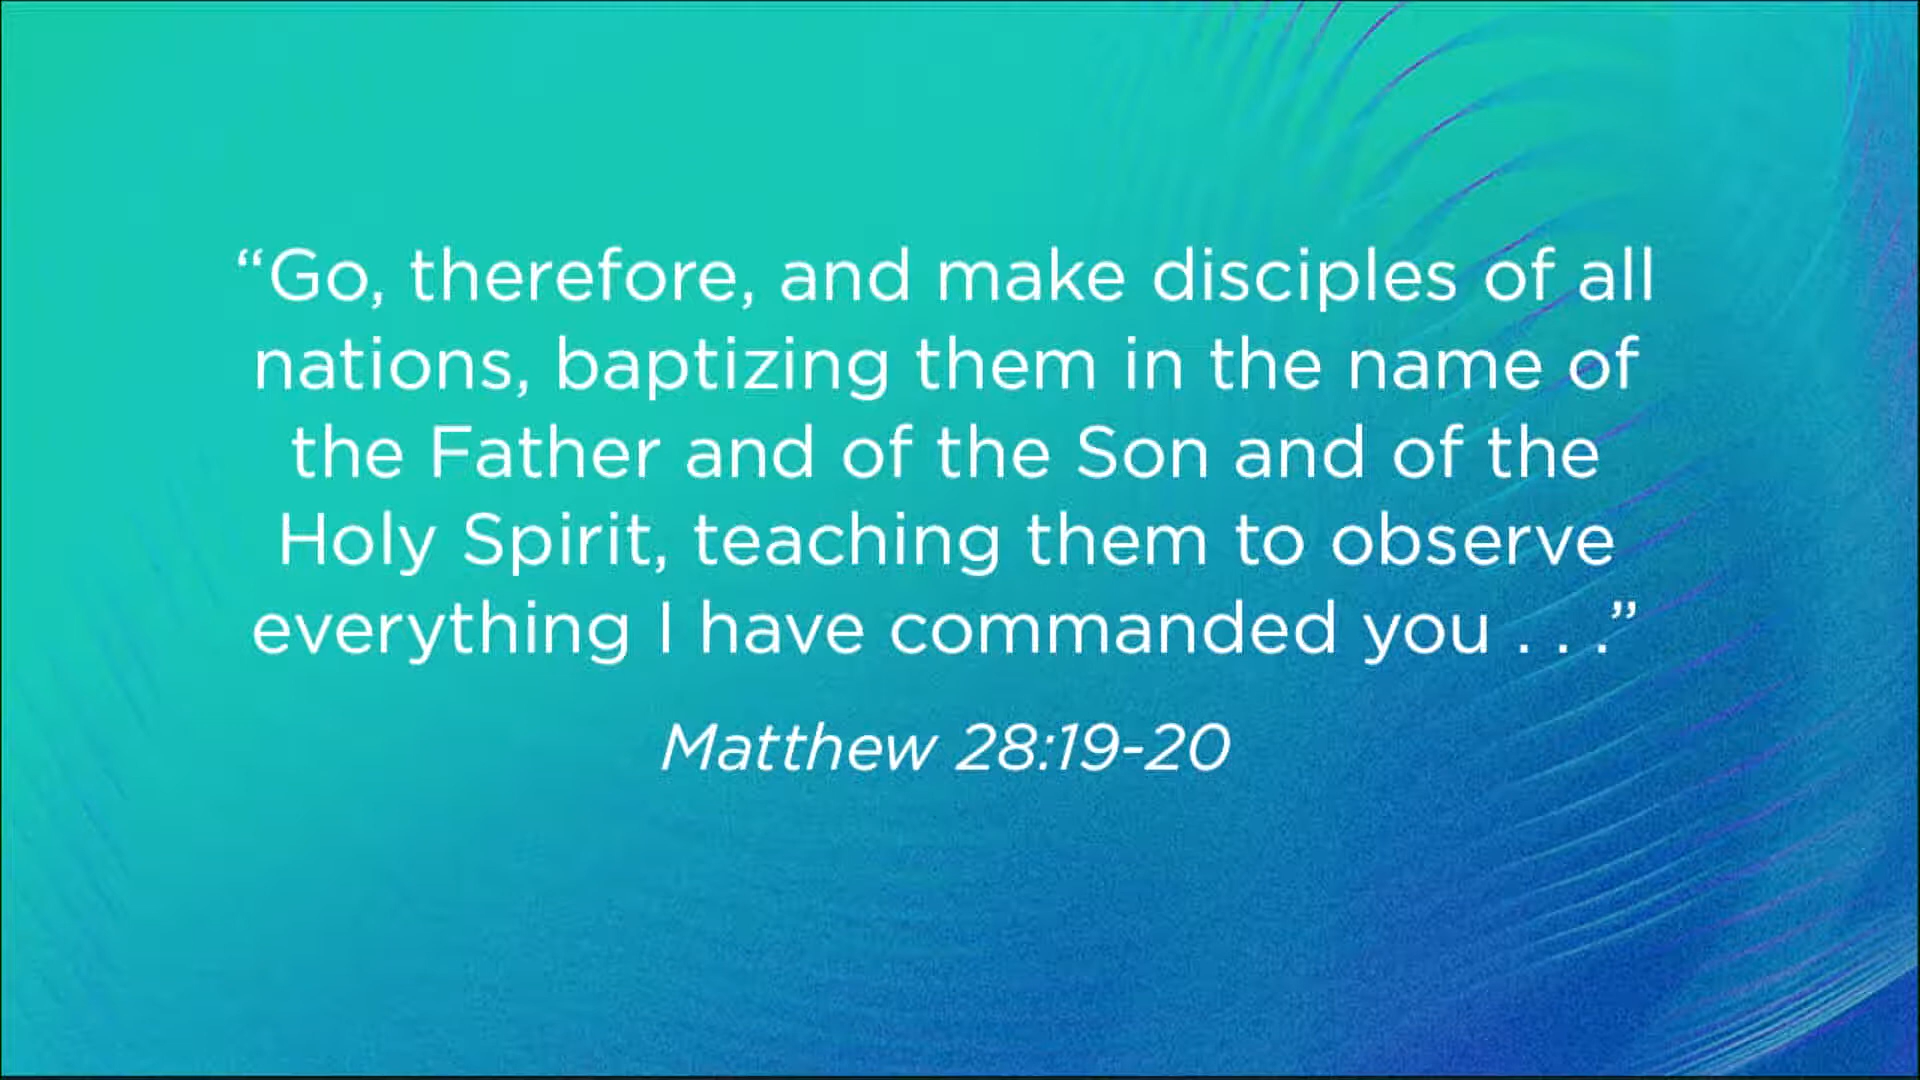 “Go, therefore, and make disciples of all
nations, baptizing them in the name of
the Father and of the Son and of the
Holy Spirit, teaching them to observe
everything I have commanded you . . .”
Matthew 28:19-20